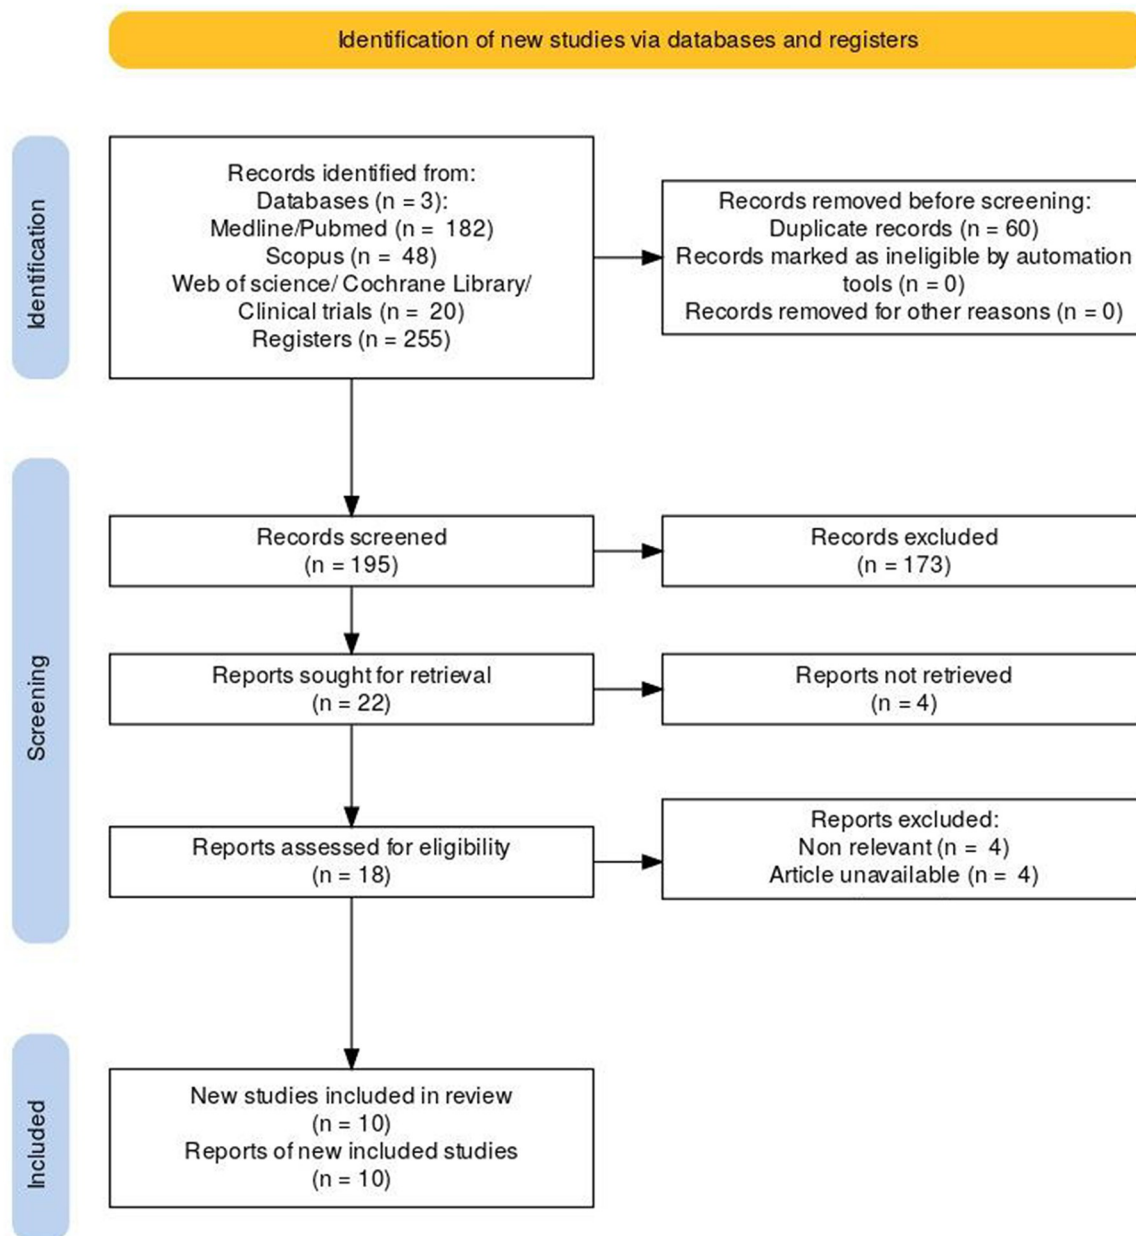 Identification of new studies via databases and registers
Identification
Records identified from:
Databases (n = 3):
Medline/Pubmed (n = 182)
Scopus (n = 48)
Web of science/ Cochrane Library/
Clinical trials (n = 20)
Registers (n = 255)
Records removed before screening:
Duplicate records (n = 60)
Records marked as ineligible by automation
tools (n = 0)
Records removed for other reasons (n = 0)
Screening
Records screened
(n = 195)
Records excluded
(n = 173)
Reports sought for retrieval
(n = 22)
Reports not retrieved
(n = 4)
Reports assessed for eligibility
(n = 18)
Reports excluded:
Non relevant (n = 4)
Article unavailable (n = 4)
Included
New studies included in review
(n = 10)
Reports of new included studies
(n = 10)